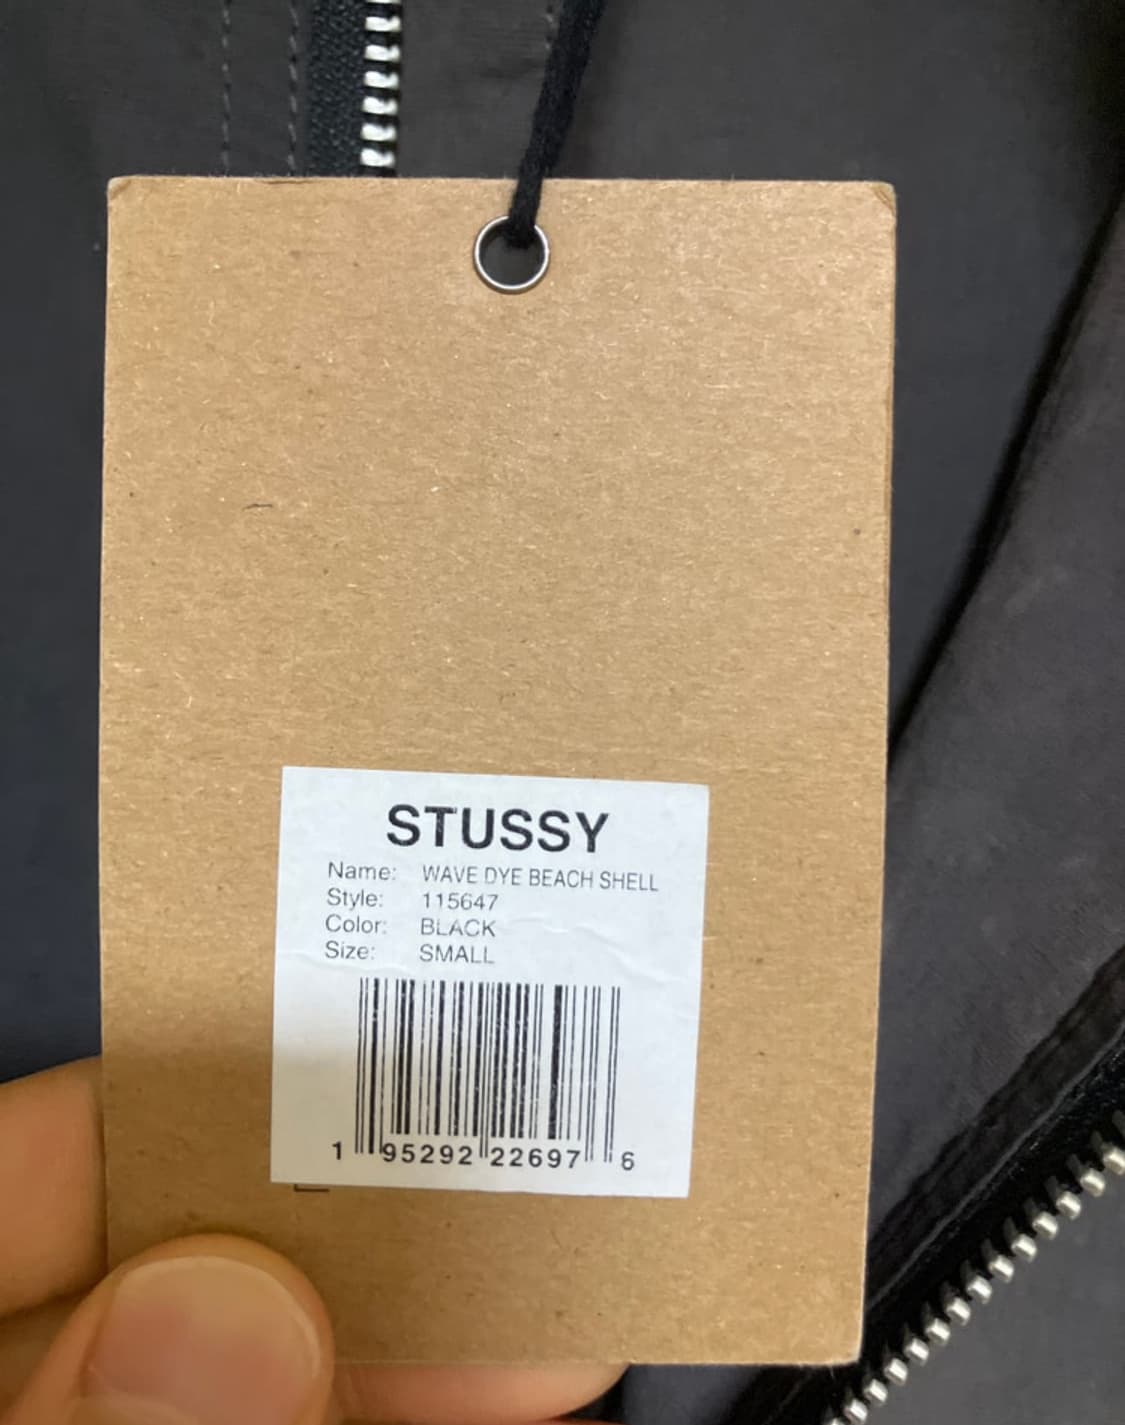 STUSSY
Name: WAVE DYE BEACH SHELL
Style: 115647
Color: BLACK
Size: SMALL
1 95292 22697 6